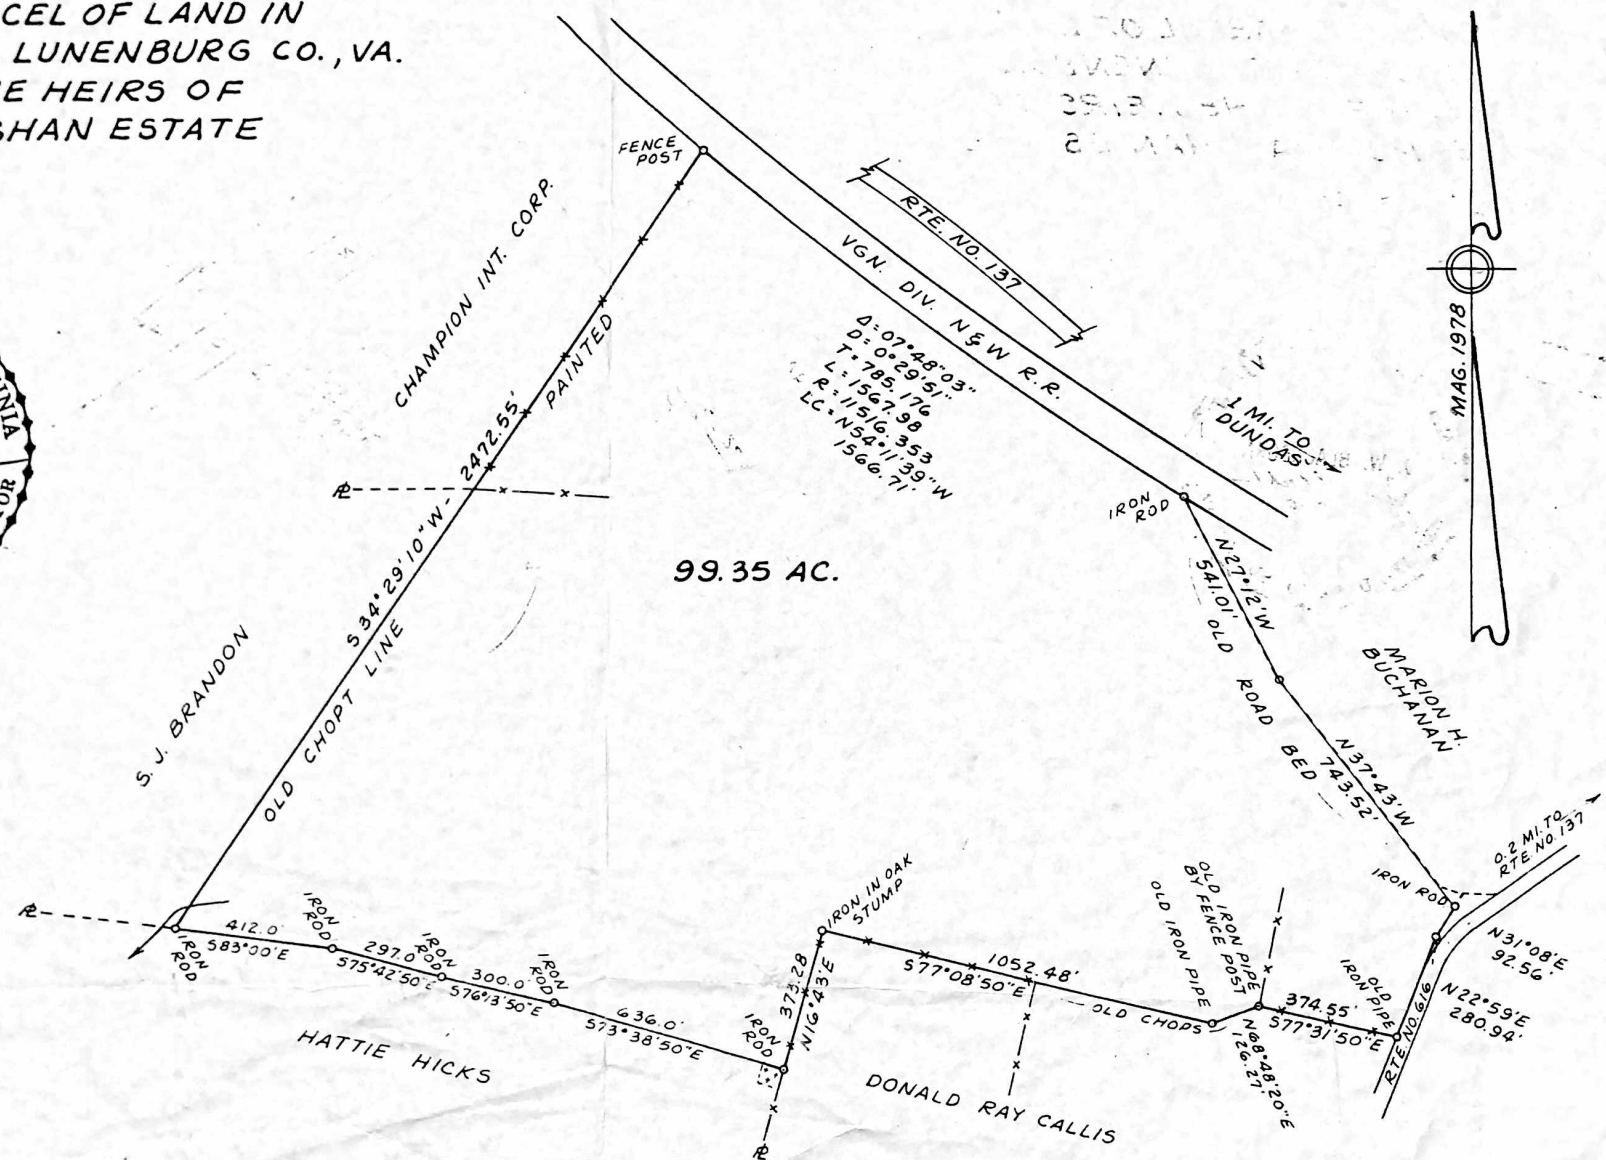 CEL OF LAND IN
LUNENBURG CO., VA.
E HEIRS OF
HAN ESTATE
FENCE
POST
CHAMPION INT. CORP.
PAINTED
RTE. NO. 137
VGN. DIV. N&W R.R.
Δ=07°48'03"
D=0°29'51"
T=785.176
L=1567.98
R=11516.353
LC=N54°11'39"W
1566.71'
1 MI. TO
DUNDAS
MAG. 1978
INIA
OR
PL
S34°29'10"W - 2472.55'
OLD CHOPT LINE
S. J. BRANDON
99.35 AC.
IRON
ROD
N27°12'W
541.01'
OLD ROAD BED
MARION H.
BUCHANAN
N37°43'W
743.52'
0.2 MI. TO
RTE. NO. 137
IRON ROD
N31°08'E
92.56'
N22°59'E
280.94'
RTE. NO. 616
OLD
IRON PIPE
374.55'
S77°31'50"E
OLD IRON PIPE
BY FENCE POST
OLD IRON PIPE
N68°48'20"E
126.27'
IRON IN OAK
STUMP
1052.48'
S77°08'50"E
OLD CHOPS
373.28
N16°43'E
IRON
ROD
636.0'
S73°38'50"E
IRON
ROD
300.0'
S76°13'50"E
IRON
ROD
297.0'
S75°42'50"E
IRON
ROD
412.0'
S83°00'E
IRON
ROD
PL
HATTIE HICKS
DONALD RAY CALLIS
PL